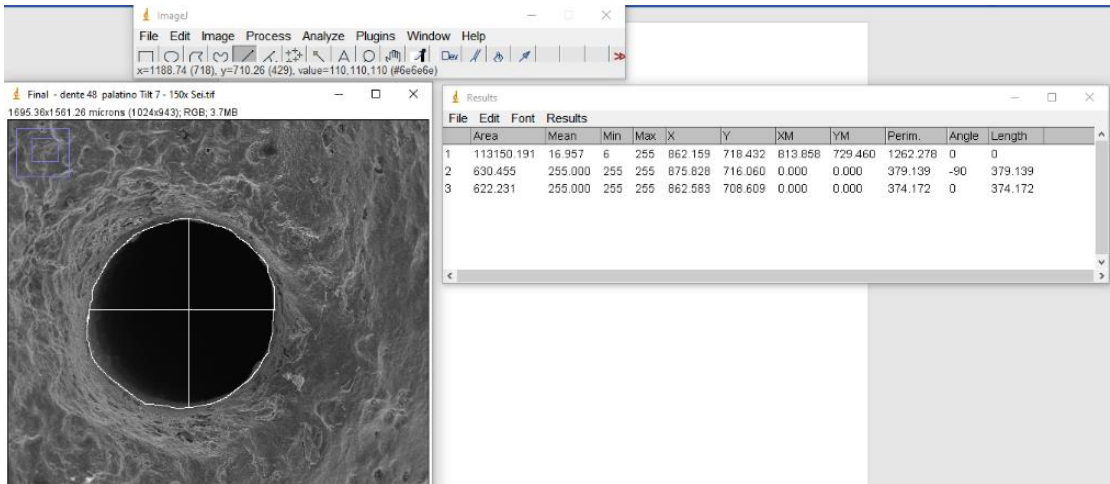 ImageJ
File Edit Image Process Analyze Plugins Window Help
A Dev
x=1188.74 (718), y=710.26 (429), value=110,110,110 (#6e6e6e)
Final - dente 48 palatino Tilt 7 - 150x Sei.tif
1695.36x1561.26 microns (1024x943); RGB; 3.7MB
Results
File Edit Font Results
Area Mean Min Max X Y XM YM Perim. Angle Length
1 113150.191 16.957 6 255 862.159 718.432 813.858 729.460 1262.278 0 0
2 630.455 255.000 255 255 875.828 716.060 0.000 0.000 379.139 -90 379.139
3 622.231 255.000 255 255 862.583 708.609 0.000 0.000 374.172 0 374.172